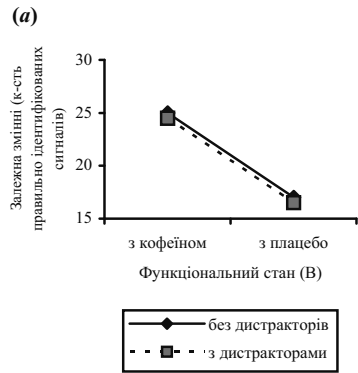 (а)
Залежна змінні (к-сть
правильно ідентифікованих
сигналів)
30
25
20
15
з кофеїном
з плацебо
Функціональний стан (В)
без дистракторів
з дистракторами